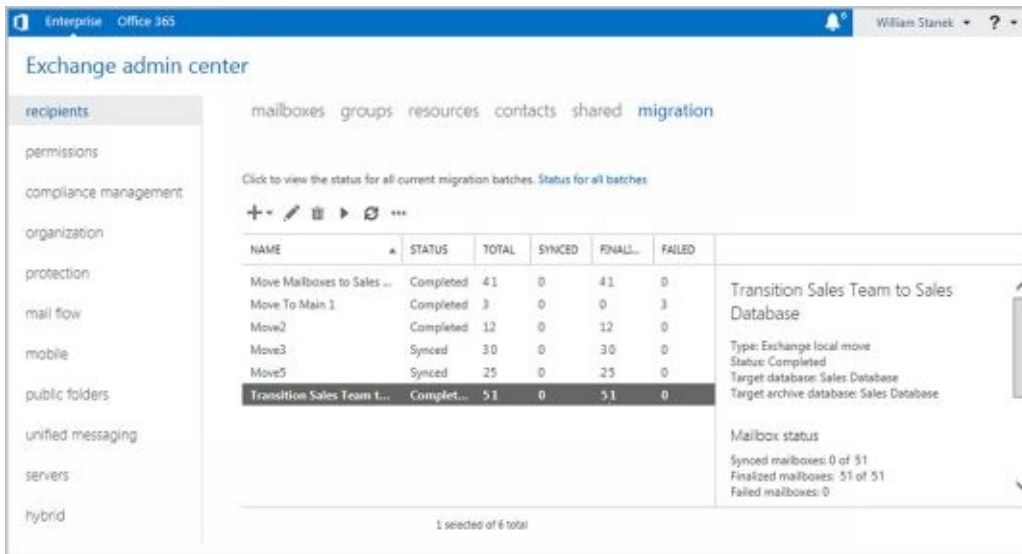 Enterprise Office 365
6
William Stanek
?
Exchange admin center
recipients
permissions
compliance management
organization
protection
mail flow
mobile
public folders
unified messaging
servers
hybrid
mailboxes groups resources contacts shared migration
Click to view the status for all current migration batches. Status for all batches
NAME STATUS TOTAL SYNCED FINALI... FAILED
Move Mailboxes to Sales ... Completed 41 0 41 0
Move To Main 1 Completed 3 0 0 3
Move2 Completed 12 0 12 0
Move3 Synced 30 0 30 0
Move5 Synced 25 0 25 0
Transition Sales Team t... Complet... 51 0 51 0
1 selected of 6 total
Transition Sales Team to Sales
Database
Type: Exchange local move
Status: Completed
Target database: Sales Database
Target archive database: Sales Database
Mailbox status
Synced mailboxes: 0 of 51
Finalized mailboxes: 51 of 51
Failed mailboxes: 0